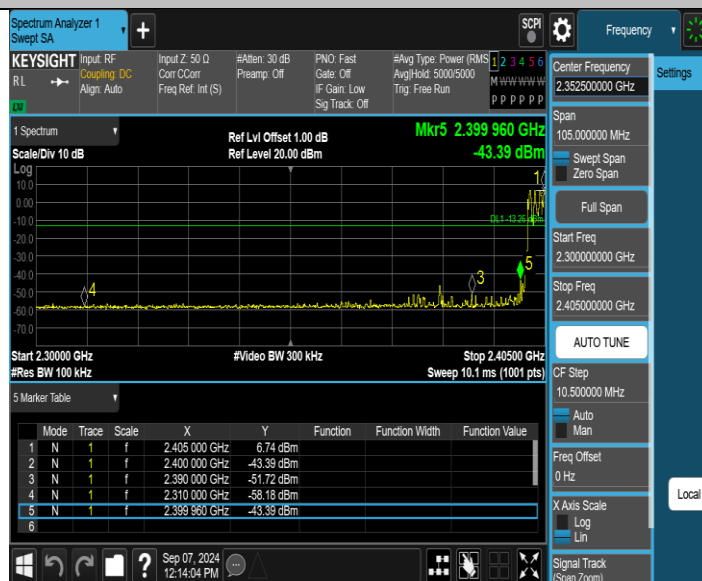 Spectrum Analyzer 1
Swept SA
+
SCPI
Frequency
Settings
KEYSIGHT
RL
Input: RF
Coupling: DC
Align: Auto
Input Z: 50 Ω
Corr CCorr
Freq Ref: Int (S)
#Atten: 30 dB
Preamp: Off
PNO: Fast
Gate: Off
IF Gain: Low
Sig Track: Off
#Avg Type: Power (RMS
Avg|Hold: 5000/5000
Trig: Free Run
1 2 3 4 5 6
M W W W W W
P P P P P P
1 Spectrum
Scale/Div 10 dB
Ref Lvl Offset 1.00 dB
Ref Level 20.00 dBm
Mkr5 2.399 960 GHz
-43.39 dBm
Log
10.0
0.00
-10.0
-20.0
-30.0
-40.0
-50.0
-60.0
-70.0
DL1 -13.26 dBm
1
4
3
5
Start 2.30000 GHz
#Video BW 300 kHz
Stop 2.40500 GHz
#Res BW 100 kHz
Sweep 10.1 ms (1001 pts)
5 Marker Table
Mode Trace Scale X Y Function Function Width Function Value
1 N 1 f 2.405 000 GHz 6.74 dBm
2 N 1 f 2.400 000 GHz -43.39 dBm
3 N 1 f 2.390 000 GHz -51.72 dBm
4 N 1 f 2.310 000 GHz -58.18 dBm
5 N 1 f 2.399 960 GHz -43.39 dBm
6
Center Frequency
2.352500000 GHz
Span
105.000000 MHz
Swept Span
Zero Span
Full Span
Start Freq
2.300000000 GHz
Stop Freq
2.405000000 GHz
AUTO TUNE
CF Step
10.500000 MHz
Auto
Man
Freq Offset
0 Hz
X Axis Scale
Log
Lin
Signal Track
(Span Zoom)
Local
?
Sep 07, 2024
12:14:04 PM